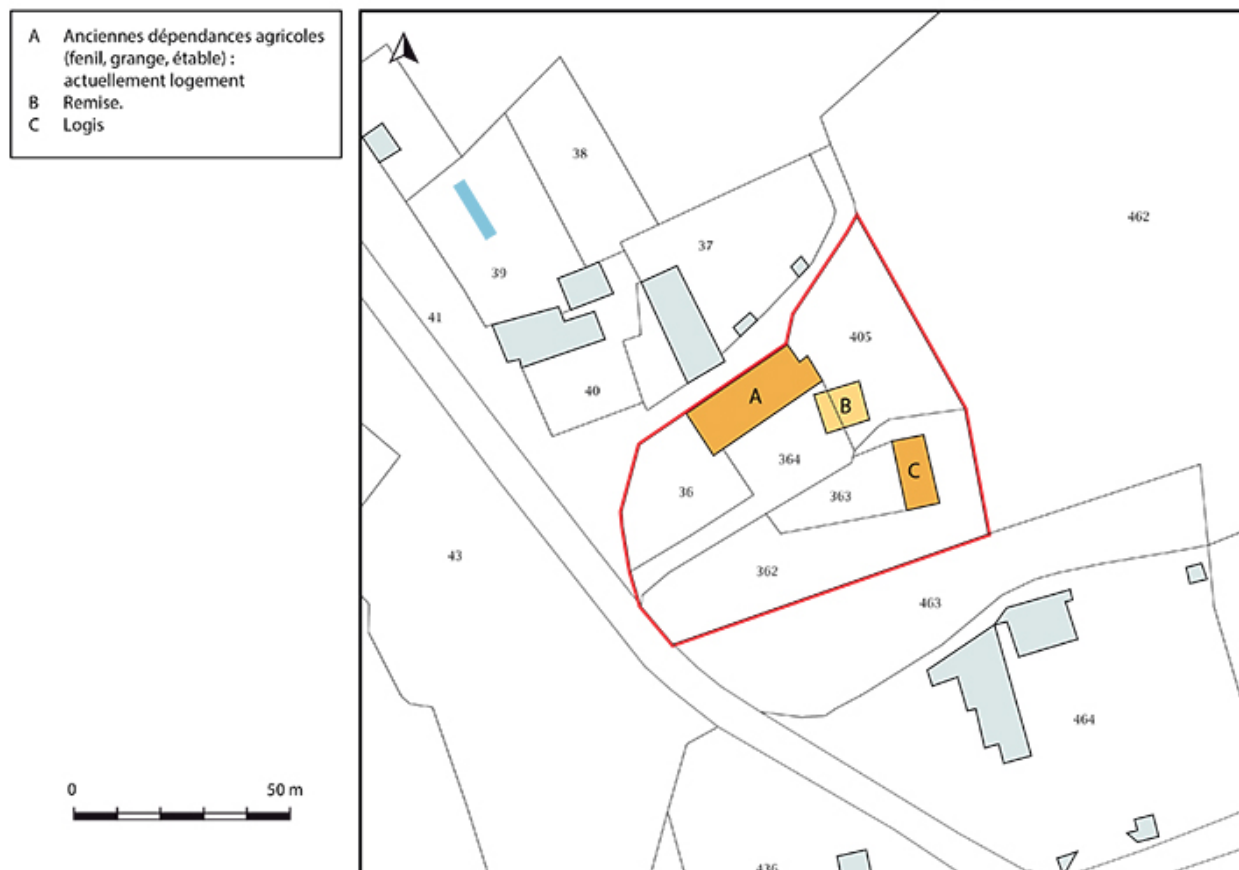 A Anciennes dépendances agricoles
(fenil, grange, étable) :
actuellement logement
B Remise.
C Logis
38
462
37
39
41
405
A
40
B
364
C
36
363
43
362
463
464
0 50 m
436